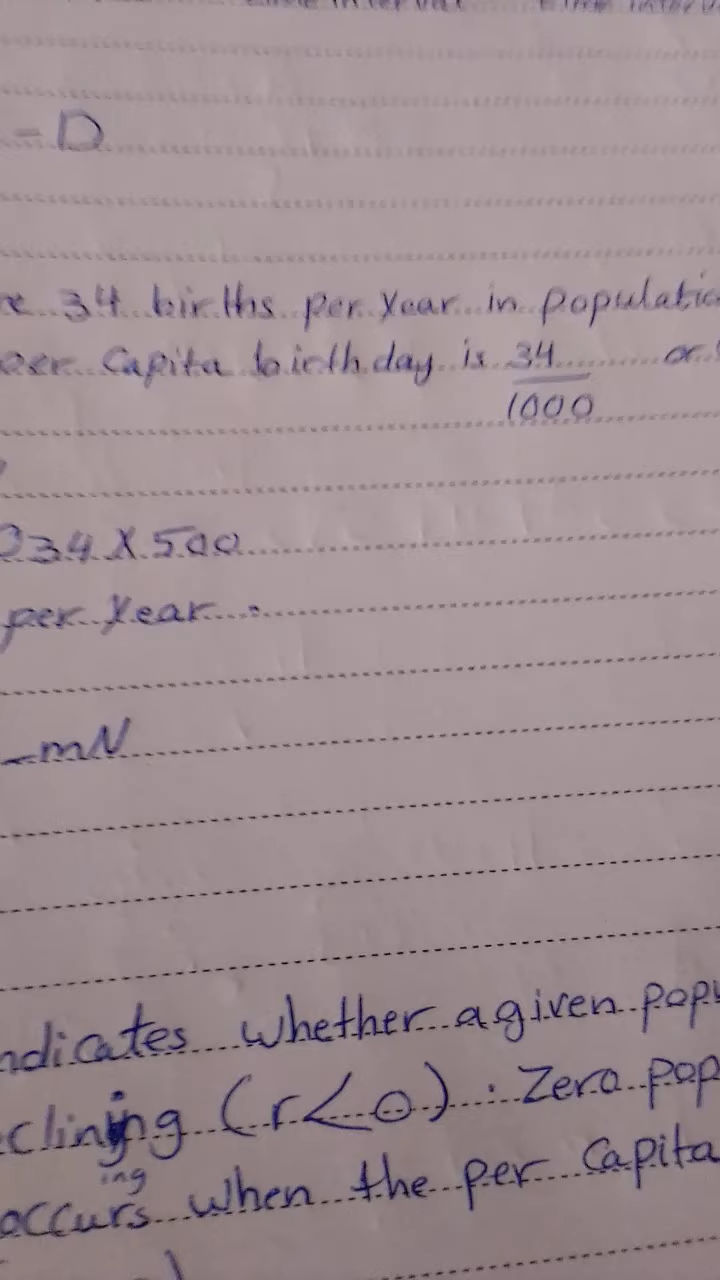 - D
34 births per year in populatio
per Capita birthday is 34 or
1000
034 X 500
per year.
-mN
ndicates whether a given popu
clining (r<0). Zero pop
ing
occurs when the per capita